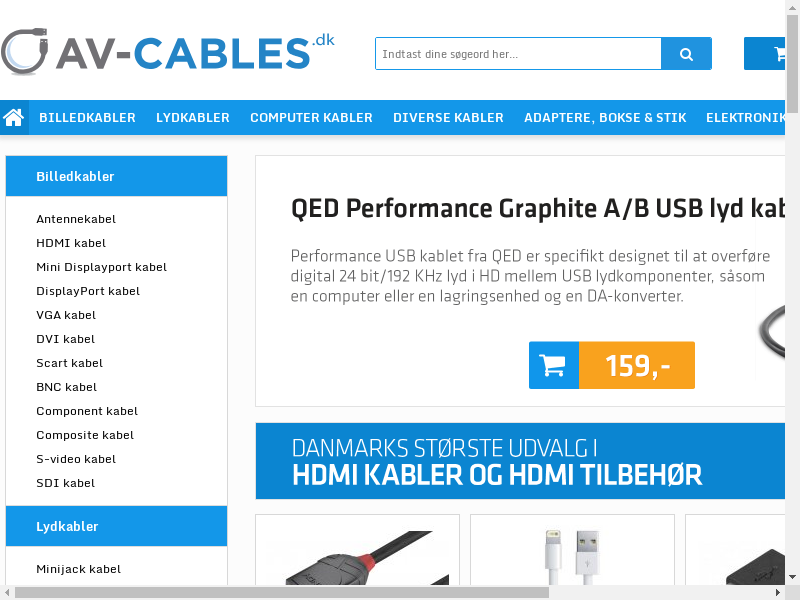 AV-CABLES.dk
Indtast dine søgeord her...
BILLEDKABLER LYDKABLER COMPUTER KABLER DIVERSE KABLER ADAPTERE, BOKSE & STIK ELEKTRONIK
Billedkabler
Antennekabel
HDMI kabel
Mini Displayport kabel
DisplayPort kabel
VGA kabel
DVI kabel
Scart kabel
BNC kabel
Component kabel
Composite kabel
S-video kabel
SDI kabel
Lydkabler
Minijack kabel
QED Performance Graphite A/B USB lyd kab
Performance USB kablet fra QED er specifikt designet til at overføre
digital 24 bit/192 KHz lyd i HD mellem USB lydkomponenter, såsom
en computer eller en lagringsenhed og en DA-konverter.
159,-
DANMARKS STØRSTE UDVALG I
HDMI KABLER OG HDMI TILBEHØR